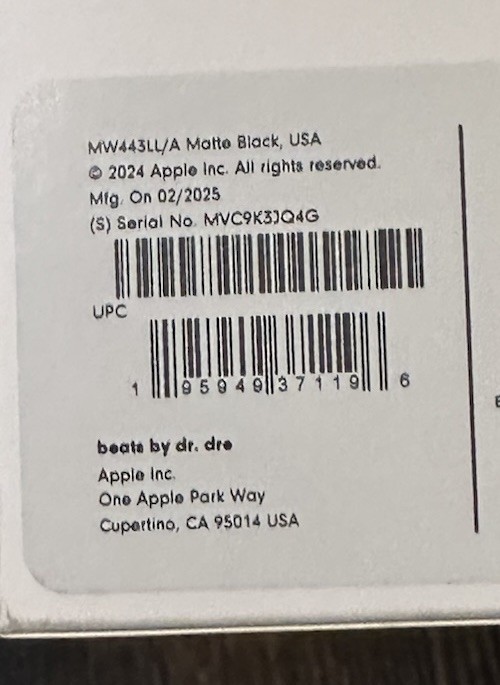 MW443LL/A Matte Black, USA
© 2024 Apple Inc. All rights reserved.
Mfg. On 02/2025
(S) Serial No. MVC9K3JQ4G
UPC
1 95949 37119 6
beats by dr. dre
Apple Inc.
One Apple Park Way
Cupertino, CA 95014 USA